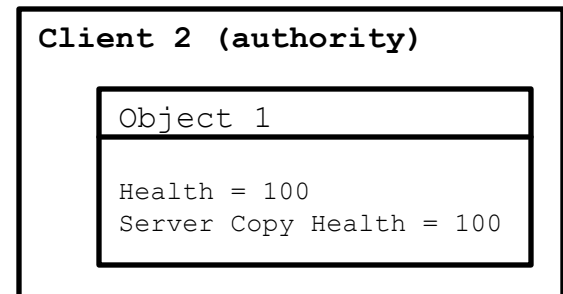 Client 2 (authority)
Object 1
Health = 100
Server Copy Health = 100